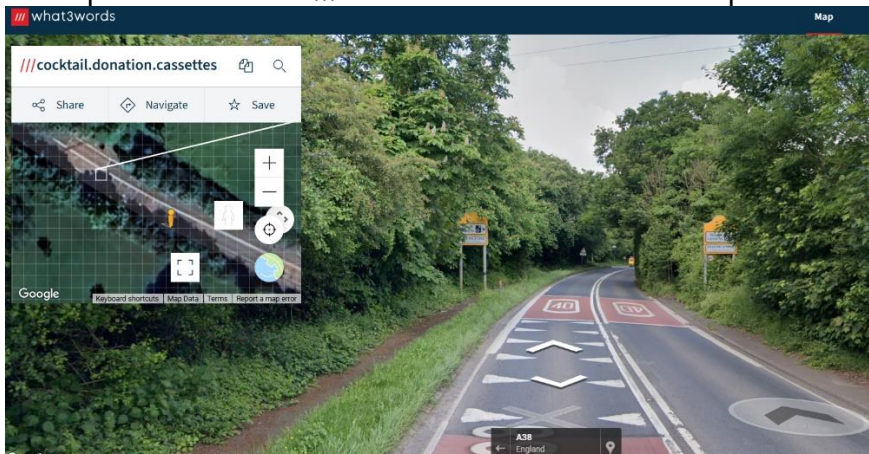 /// what3words
Map
///cocktail.donation.cassettes
Share
Navigate
Save
Google
Keyboard shortcuts
Map Data
Terms
Report a map error
40
40
A38
England